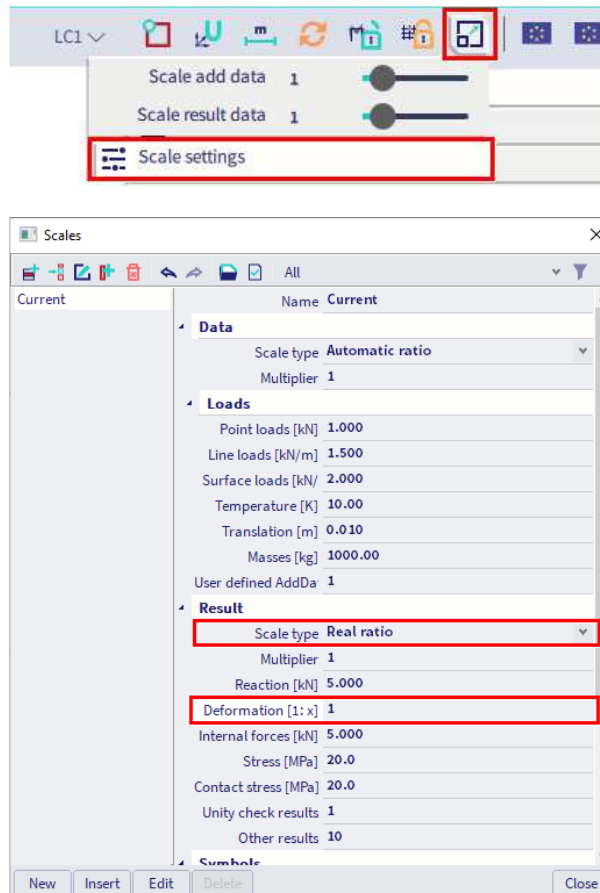 LC1
Scale add data 1
Scale result data 1
Scale settings
Scales
All
Current
Name Current
Data
Scale type Automatic ratio
Multiplier 1
Loads
Point loads [kN] 1.000
Line loads [kN/m] 1.500
Surface loads [kN/ 2.000
Temperature [K] 10.00
Translation [m] 0.010
Masses [kg] 1000.00
User defined AddDa 1
Result
Scale type Real ratio
Multiplier 1
Reaction [kN] 5.000
Deformation [1: x] 1
Internal forces [kN] 5.000
Stress [MPa] 20.0
Contact stress [MPa] 20.0
Unity check results 1
Other results 10
Symbols
New Insert Edit Delete Close